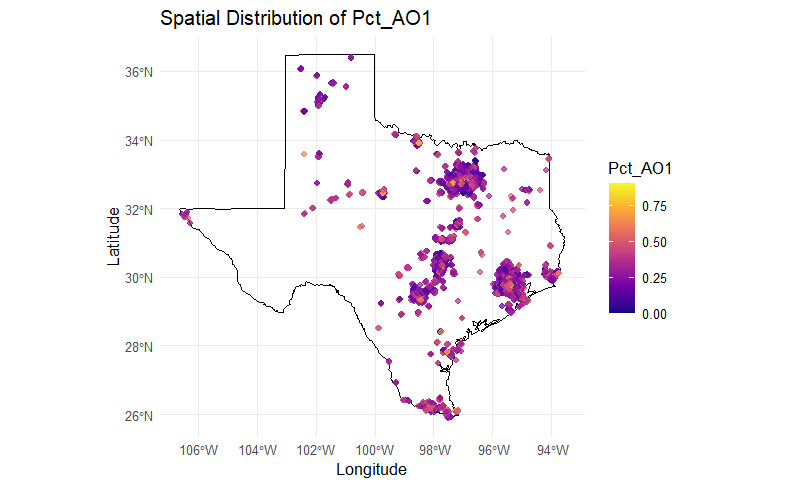 Spatial Distribution of Pct_AO1
36°N
34°N
32°N
30°N
28°N
26°N
Latitude
106°W 104°W 102°W 100°W 98°W 96°W 94°W
Longitude
Pct_AO1
0.75
0.50
0.25
0.00